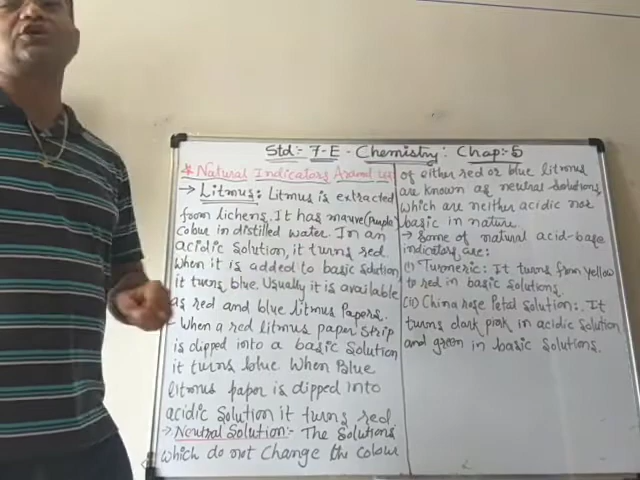 Std:- 7-E - Chemistry: Chap:-5
* Natural Indicators Around us
→ Litmus: Litmus is extracted
from lichens. It has mauve (purple)
colour in distilled water. In an
acidic solution, it turns red.
When it is added to basic solution
it turns blue. Usually it is available
as red and blue litmus Papers.
- When a red litmus paper strip
is dipped into a basic solution
it turns blue. When Blue
litmus paper is dipped into
acidic solution it turns red
→ Neutral Solution:- The Solutions
which do not change the colour
of either red or blue litmus
are known as neutral solutions
which are neither acidic nor
basic in nature.
→ Some of natural acid-base
indicators are:
(i) Turmeric: It turns from yellow
to red in basic solutions.
(ii) China rose Petal solution:. It
turns dark pink in acidic solution
and green in basic solutions.